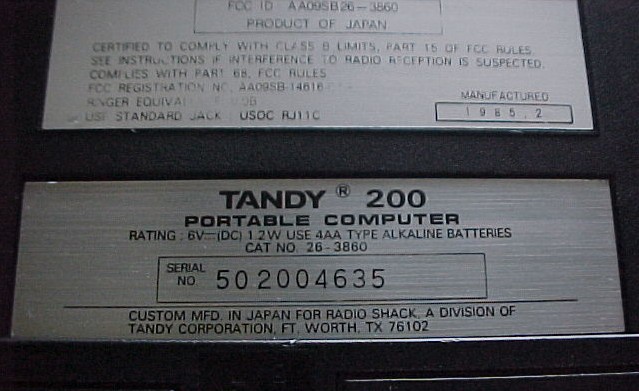 FCC ID AA09SB26-3860
PRODUCT OF JAPAN
CERTIFIED TO COMPLY WITH CLASS B LIMITS, PART 15 OF FCC RULES.
SEE INSTRUCTIONS IF INTERFERENCE TO RADIO RECEPTION IS SUSPECTED.
COMPLIES WITH PART 68, FCC RULES
FCC REGISTRATION NO. AA09SB-14616
RINGER
USE STANDARD JACK : USOC RJ11C
MANUFACTURED
1985.2
TANDY ® 200
PORTABLE COMPUTER
RATING : 6V⎓(DC) 1.2W USE 4AA TYPE ALKALINE BATTERIES
CAT NO. 26-3860
SERIAL NO 502004635
CUSTOM MFD. IN JAPAN FOR RADIO SHACK, A DIVISION OF
TANDY CORPORATION, FT. WORTH, TX 76102